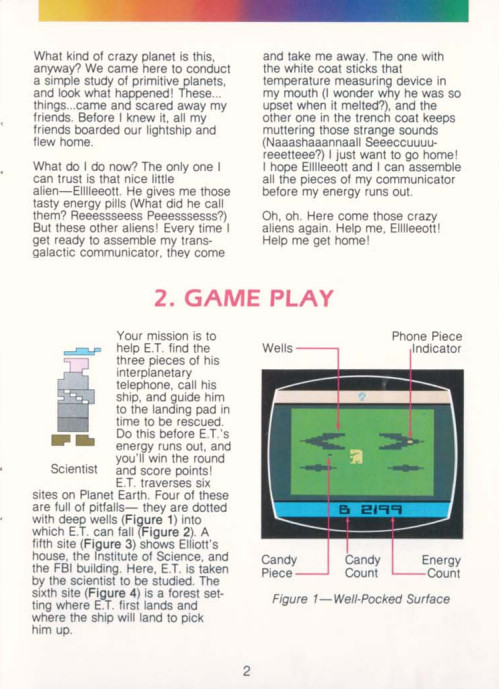 What kind of crazy planet is this,
anyway? We came here to conduct
a simple study of primitive planets,
and look what happened! These...
things...came and scared away my
friends. Before I knew it, all my
friends boarded our lightship and
flew home.
What do I do now? The only one I
can trust is that nice little
alien—Elllleeott. He gives me those
tasty energy pills (What did he call
them? Reeessseess Peeesssesss?)
But these other aliens! Every time I
get ready to assemble my trans-
galactic communicator, they come
and take me away. The one with
the white coat sticks that
temperature measuring device in
my mouth (I wonder why he was so
upset when it melted?), and the
other one in the trench coat keeps
muttering those strange sounds
(Naaashaaannaall Seeeccuuuu-
reeetteee?) I just want to go home!
I hope Elllleeott and I can assemble
all the pieces of my communicator
before my energy runs out.
Oh, oh. Here come those crazy
aliens again. Help me, Elllleeott!
Help me get home!
2. GAME PLAY
Your mission is to
help E.T. find the
three pieces of his
interplanetary
telephone, call his
ship, and guide him
to the landing pad in
time to be rescued.
Do this before E.T.'s
energy runs out, and
you'll win the round
and score points!
E.T. traverses six
Scientist
sites on Planet Earth. Four of these
are full of pitfalls— they are dotted
with deep wells (Figure 1) into
which E.T. can fall (Figure 2). A
fifth site (Figure 3) shows Elliott's
house, the Institute of Science, and
the FBI building. Here, E.T. is taken
by the scientist to be studied. The
sixth site (Figure 4) is a forest set-
ting where E.T. first lands and
where the ship will land to pick
him up.
Wells
Phone Piece
Indicator
?
8 2199
Candy
Piece
Candy
Count
Energy
Count
Figure 1—Well-Pocked Surface
2